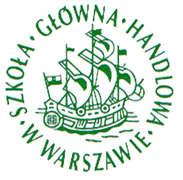 SZKOŁA · GŁÓWNA · HANDLOWA · W WARSZAWIE ·